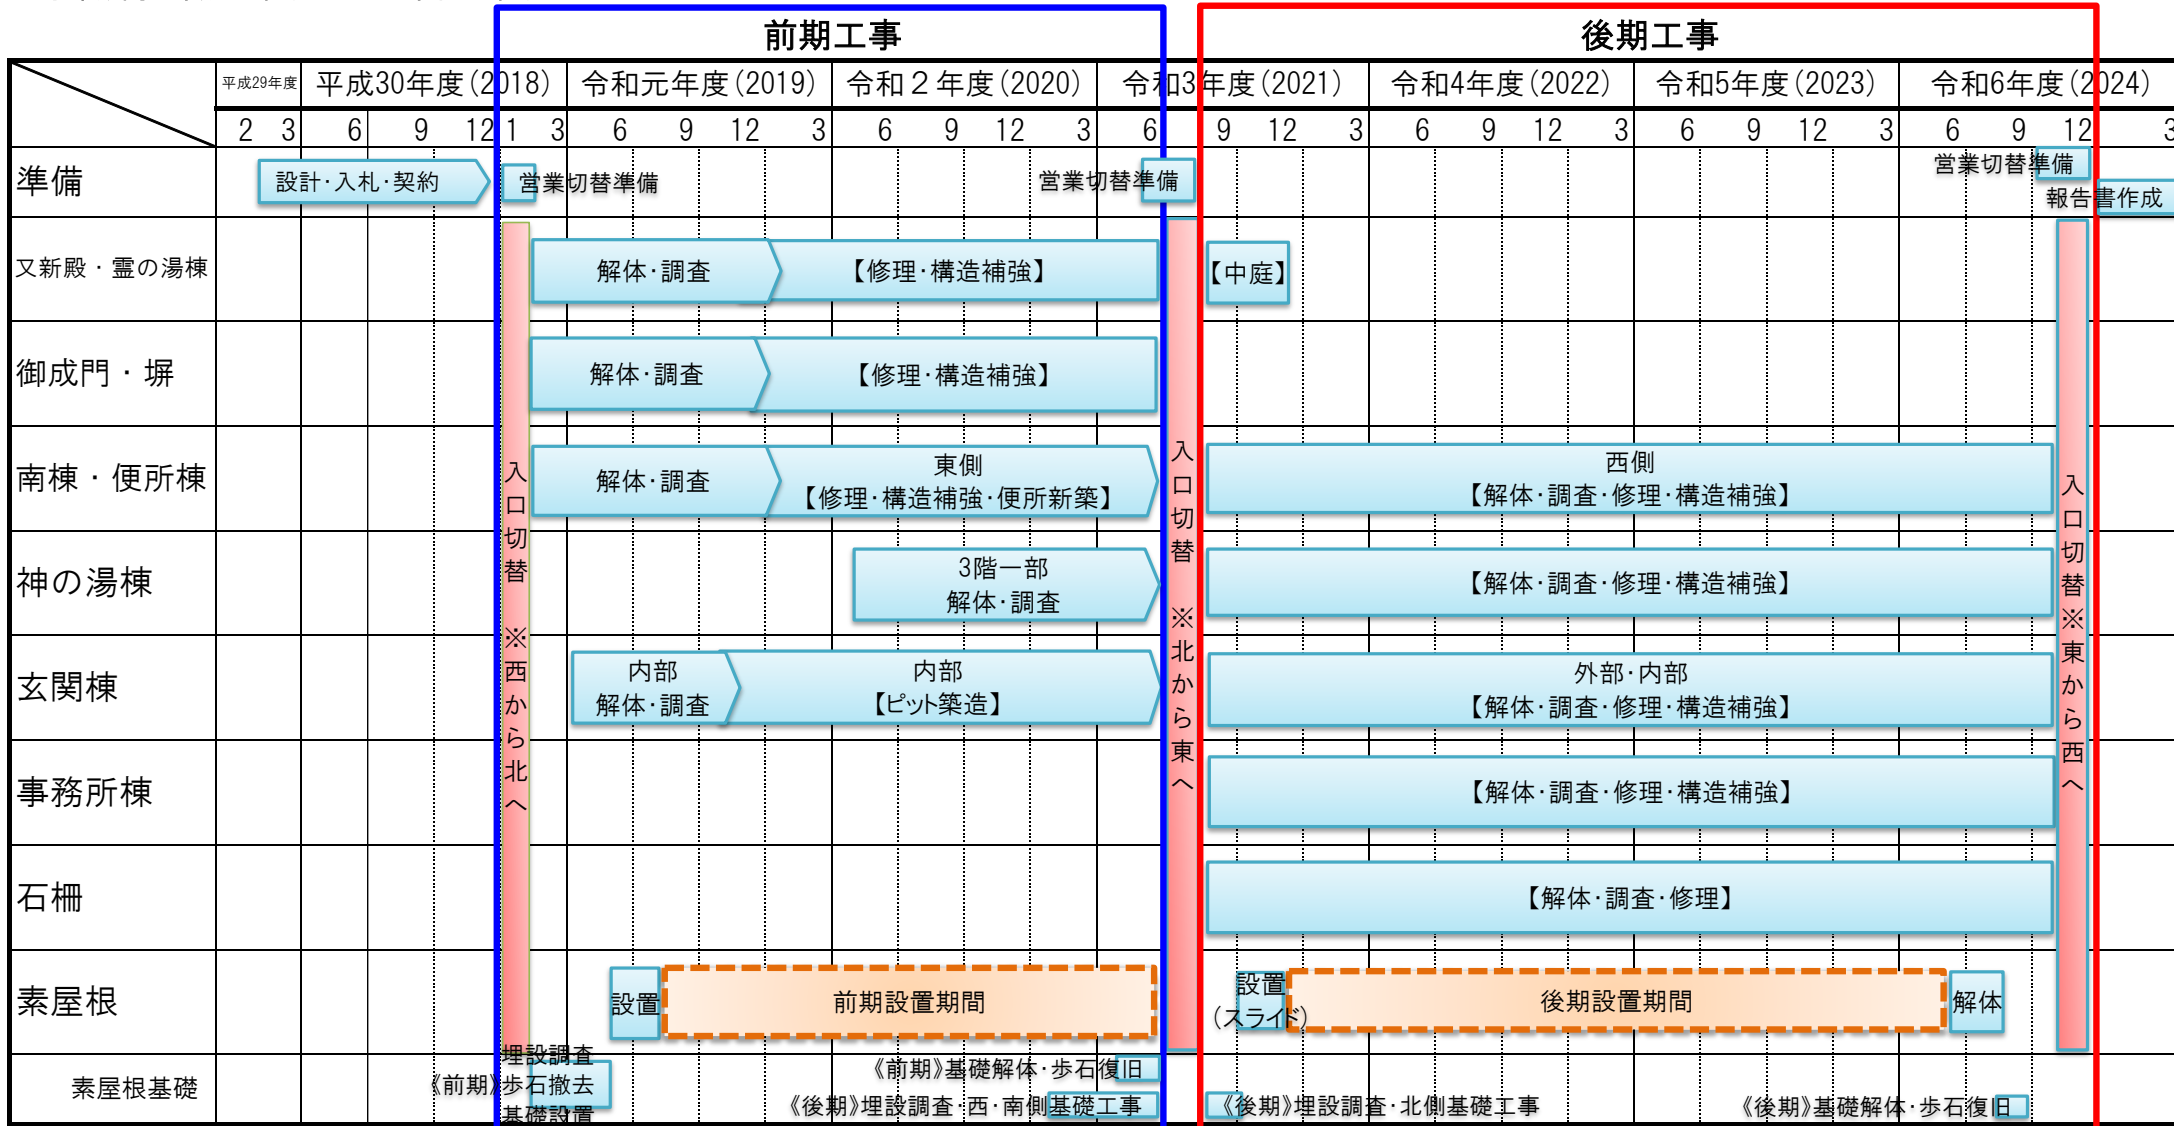 前期工事
後期工事
平成29年度 平成30年度(2018) 令和元年度(2019) 令和２年度(2020) 令和3年度(2021) 令和4年度(2022) 令和5年度(2023) 令和6年度(2024)
2 3 6 9 12 1 3 6 9 12 3 6 9 12 3 6 9 12 3 6 9 12 3 6 9 12 3 6 9 12 3
準備
設計・入札・契約
営業切替準備
営業切替準備
営業切替準備
報告書作成
入口切替 ※西から北へ
入口切替 ※北から東へ
入口切替※東から西へ
又新殿・霊の湯棟
解体・調査
【修理・構造補強】
【中庭】
御成門・塀
解体・調査
【修理・構造補強】
南棟・便所棟
解体・調査
東側
【修理・構造補強・便所新築】
西側
【解体・調査・修理・構造補強】
神の湯棟
3階一部
解体・調査
【解体・調査・修理・構造補強】
玄関棟
内部
解体・調査
内部
【ピット築造】
外部・内部
【解体・調査・修理・構造補強】
事務所棟
【解体・調査・修理・構造補強】
石柵
【解体・調査・修理】
素屋根
設置
前期設置期間
設置
(スライド)
後期設置期間
解体
素屋根基礎
埋設調査
《前期》歩石撤去
基礎設置
《前期》基礎解体・歩石復旧
《後期》埋設調査・西・南側基礎工事
《後期》埋設調査・北側基礎工事
《後期》基礎解体・歩石復旧